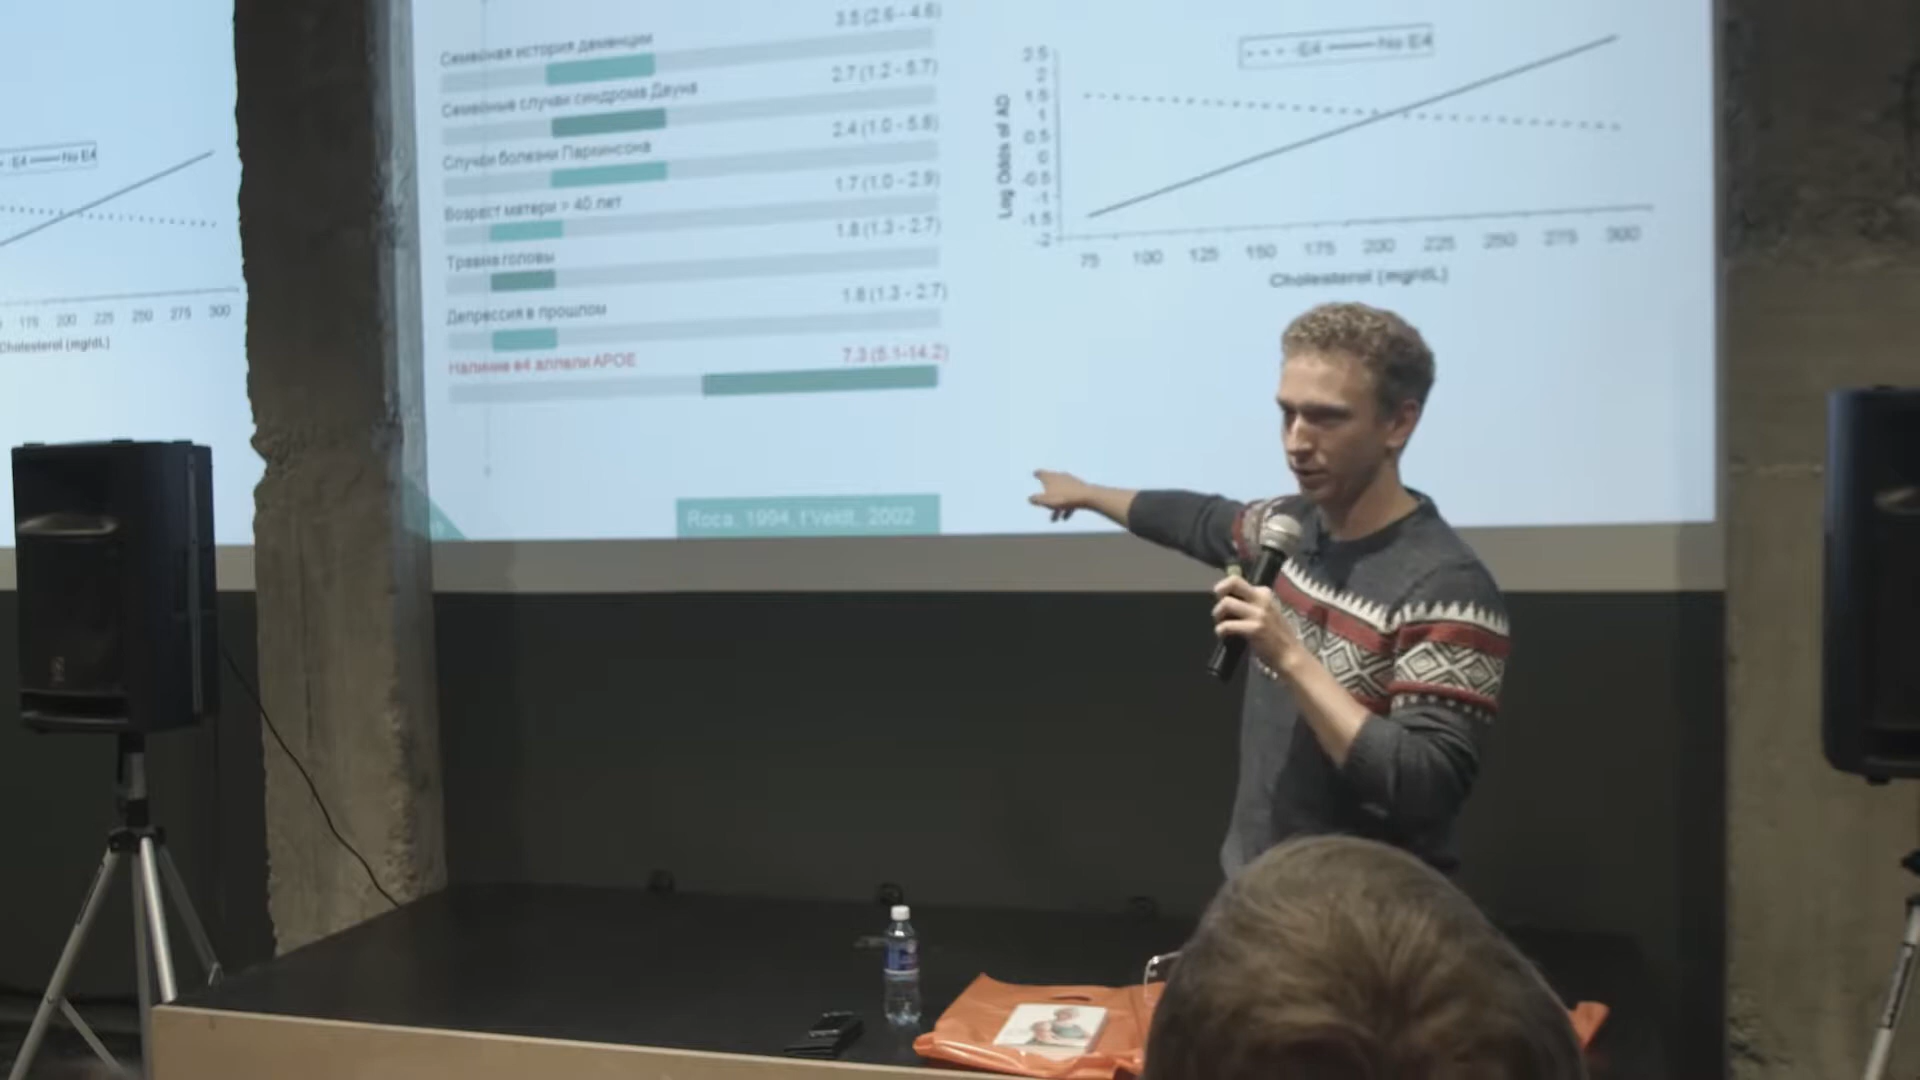 3.5 (2.6 - 4.6)
Семейная история деменции
2.7 (1.2 - 5.7)
Семейные случаи синдрома Дауна
2.4 (1.0 - 5.8)
Случаи болезни Паркинсона
1.7 (1.0 - 2.9)
Возраст матери > 40 лет
1.8 (1.3 - 2.7)
Травма головы
1.8 (1.3 - 2.7)
Депрессия в прошлом
7.3 (5.1-14.2)
Наличие e4 аллели APOE
Roca, 1994, t'Veldt, 2002
E4 No E4
Log Odds of AD
2.5
2
1.5
1
0.5
0
-0.5
-1
-1.5
-2
75 100 125 150 175 200 225 250 275 300
Cholesterol (mg/dL)
E4 No E4
175 200 225 250 275 300
Cholesterol (mg/dL)